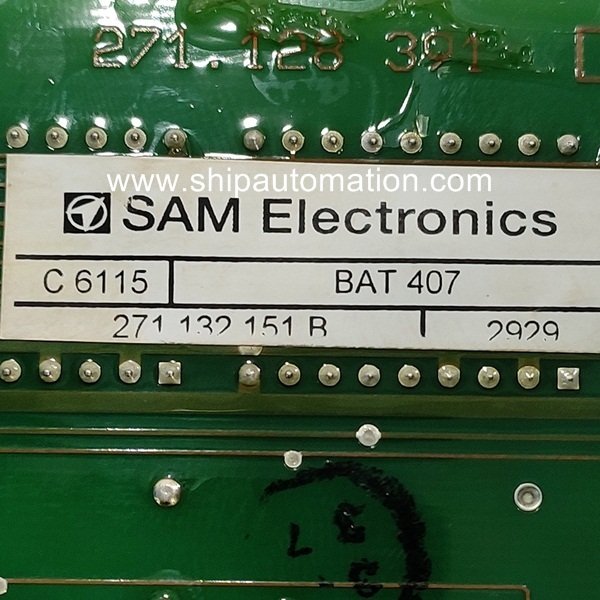 271.128 391
www.shipautomation.com
SAM Electronics
C 6115 BAT 407
271 132 151 B 2929